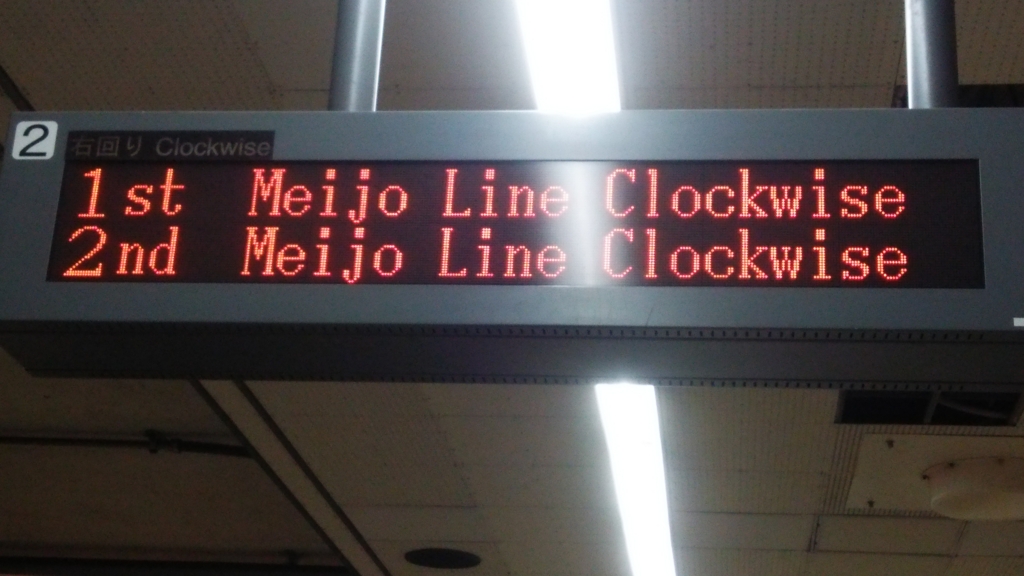 2 右回り Clockwise
1st Meijo Line Clockwise
2nd Meijo Line Clockwise